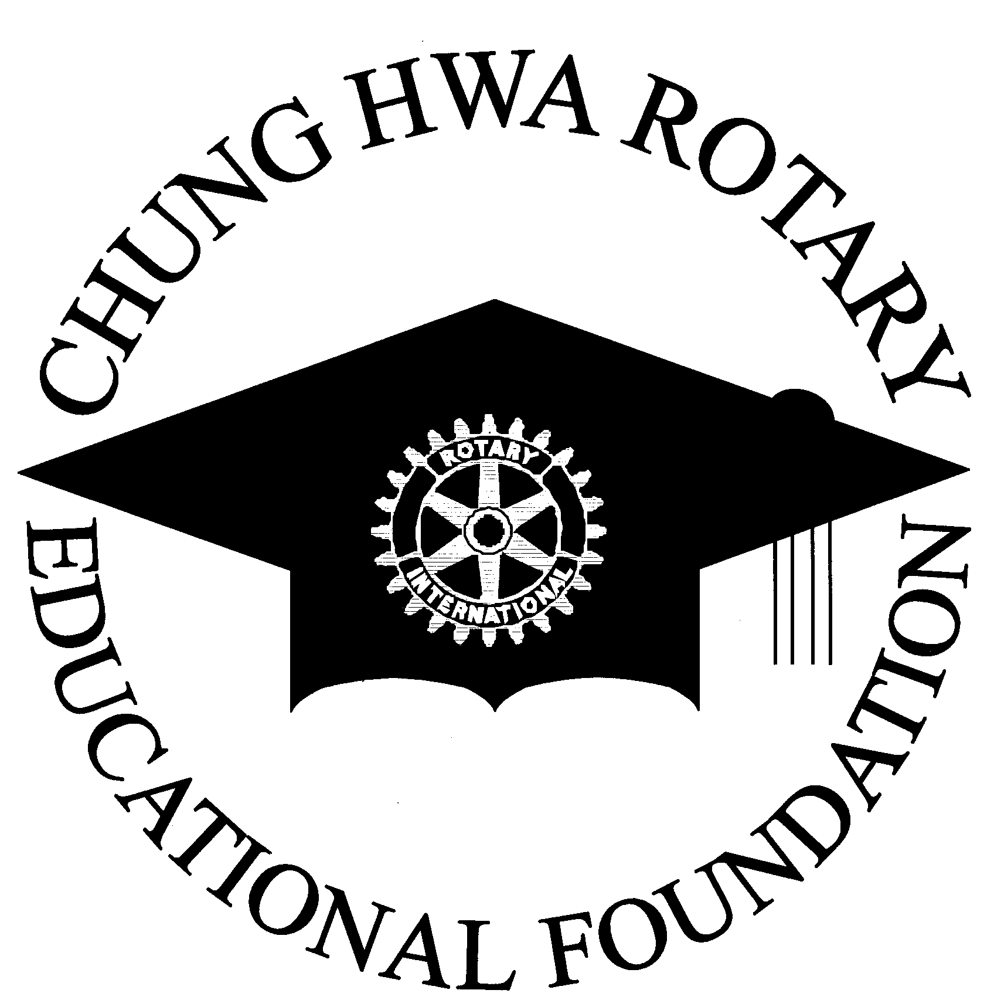 CHUNG HWA ROTARY
ROTARY
INTERNATIONAL
EDUCATIONAL FOUNDATION